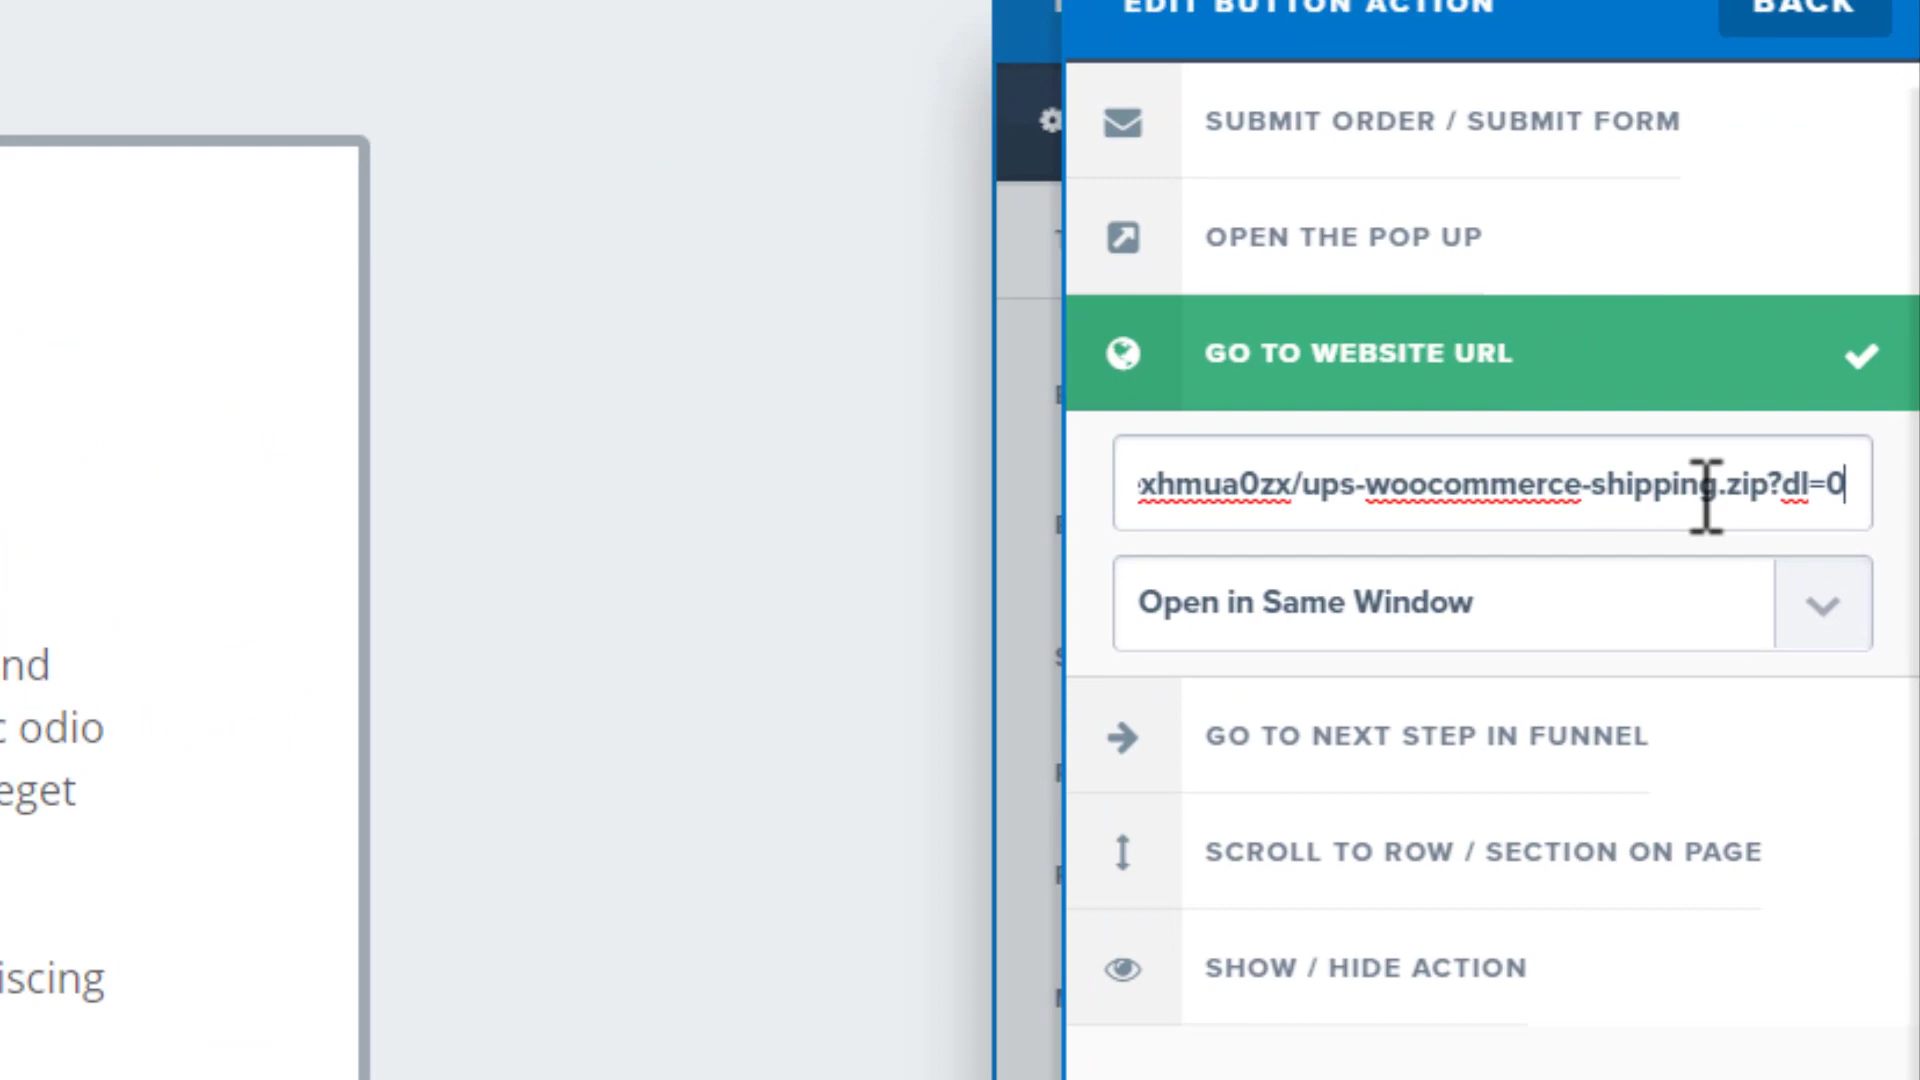 EDIT BUTTON ACTION
BACK
SUBMIT ORDER / SUBMIT FORM
OPEN THE POP UP
GO TO WEBSITE URL
xhmua0zx/ups-woocommerce-shipping.zip?dl=0
Open in Same Window
GO TO NEXT STEP IN FUNNEL
SCROLL TO ROW / SECTION ON PAGE
SHOW / HIDE ACTION
nd
odio
eget
iscing